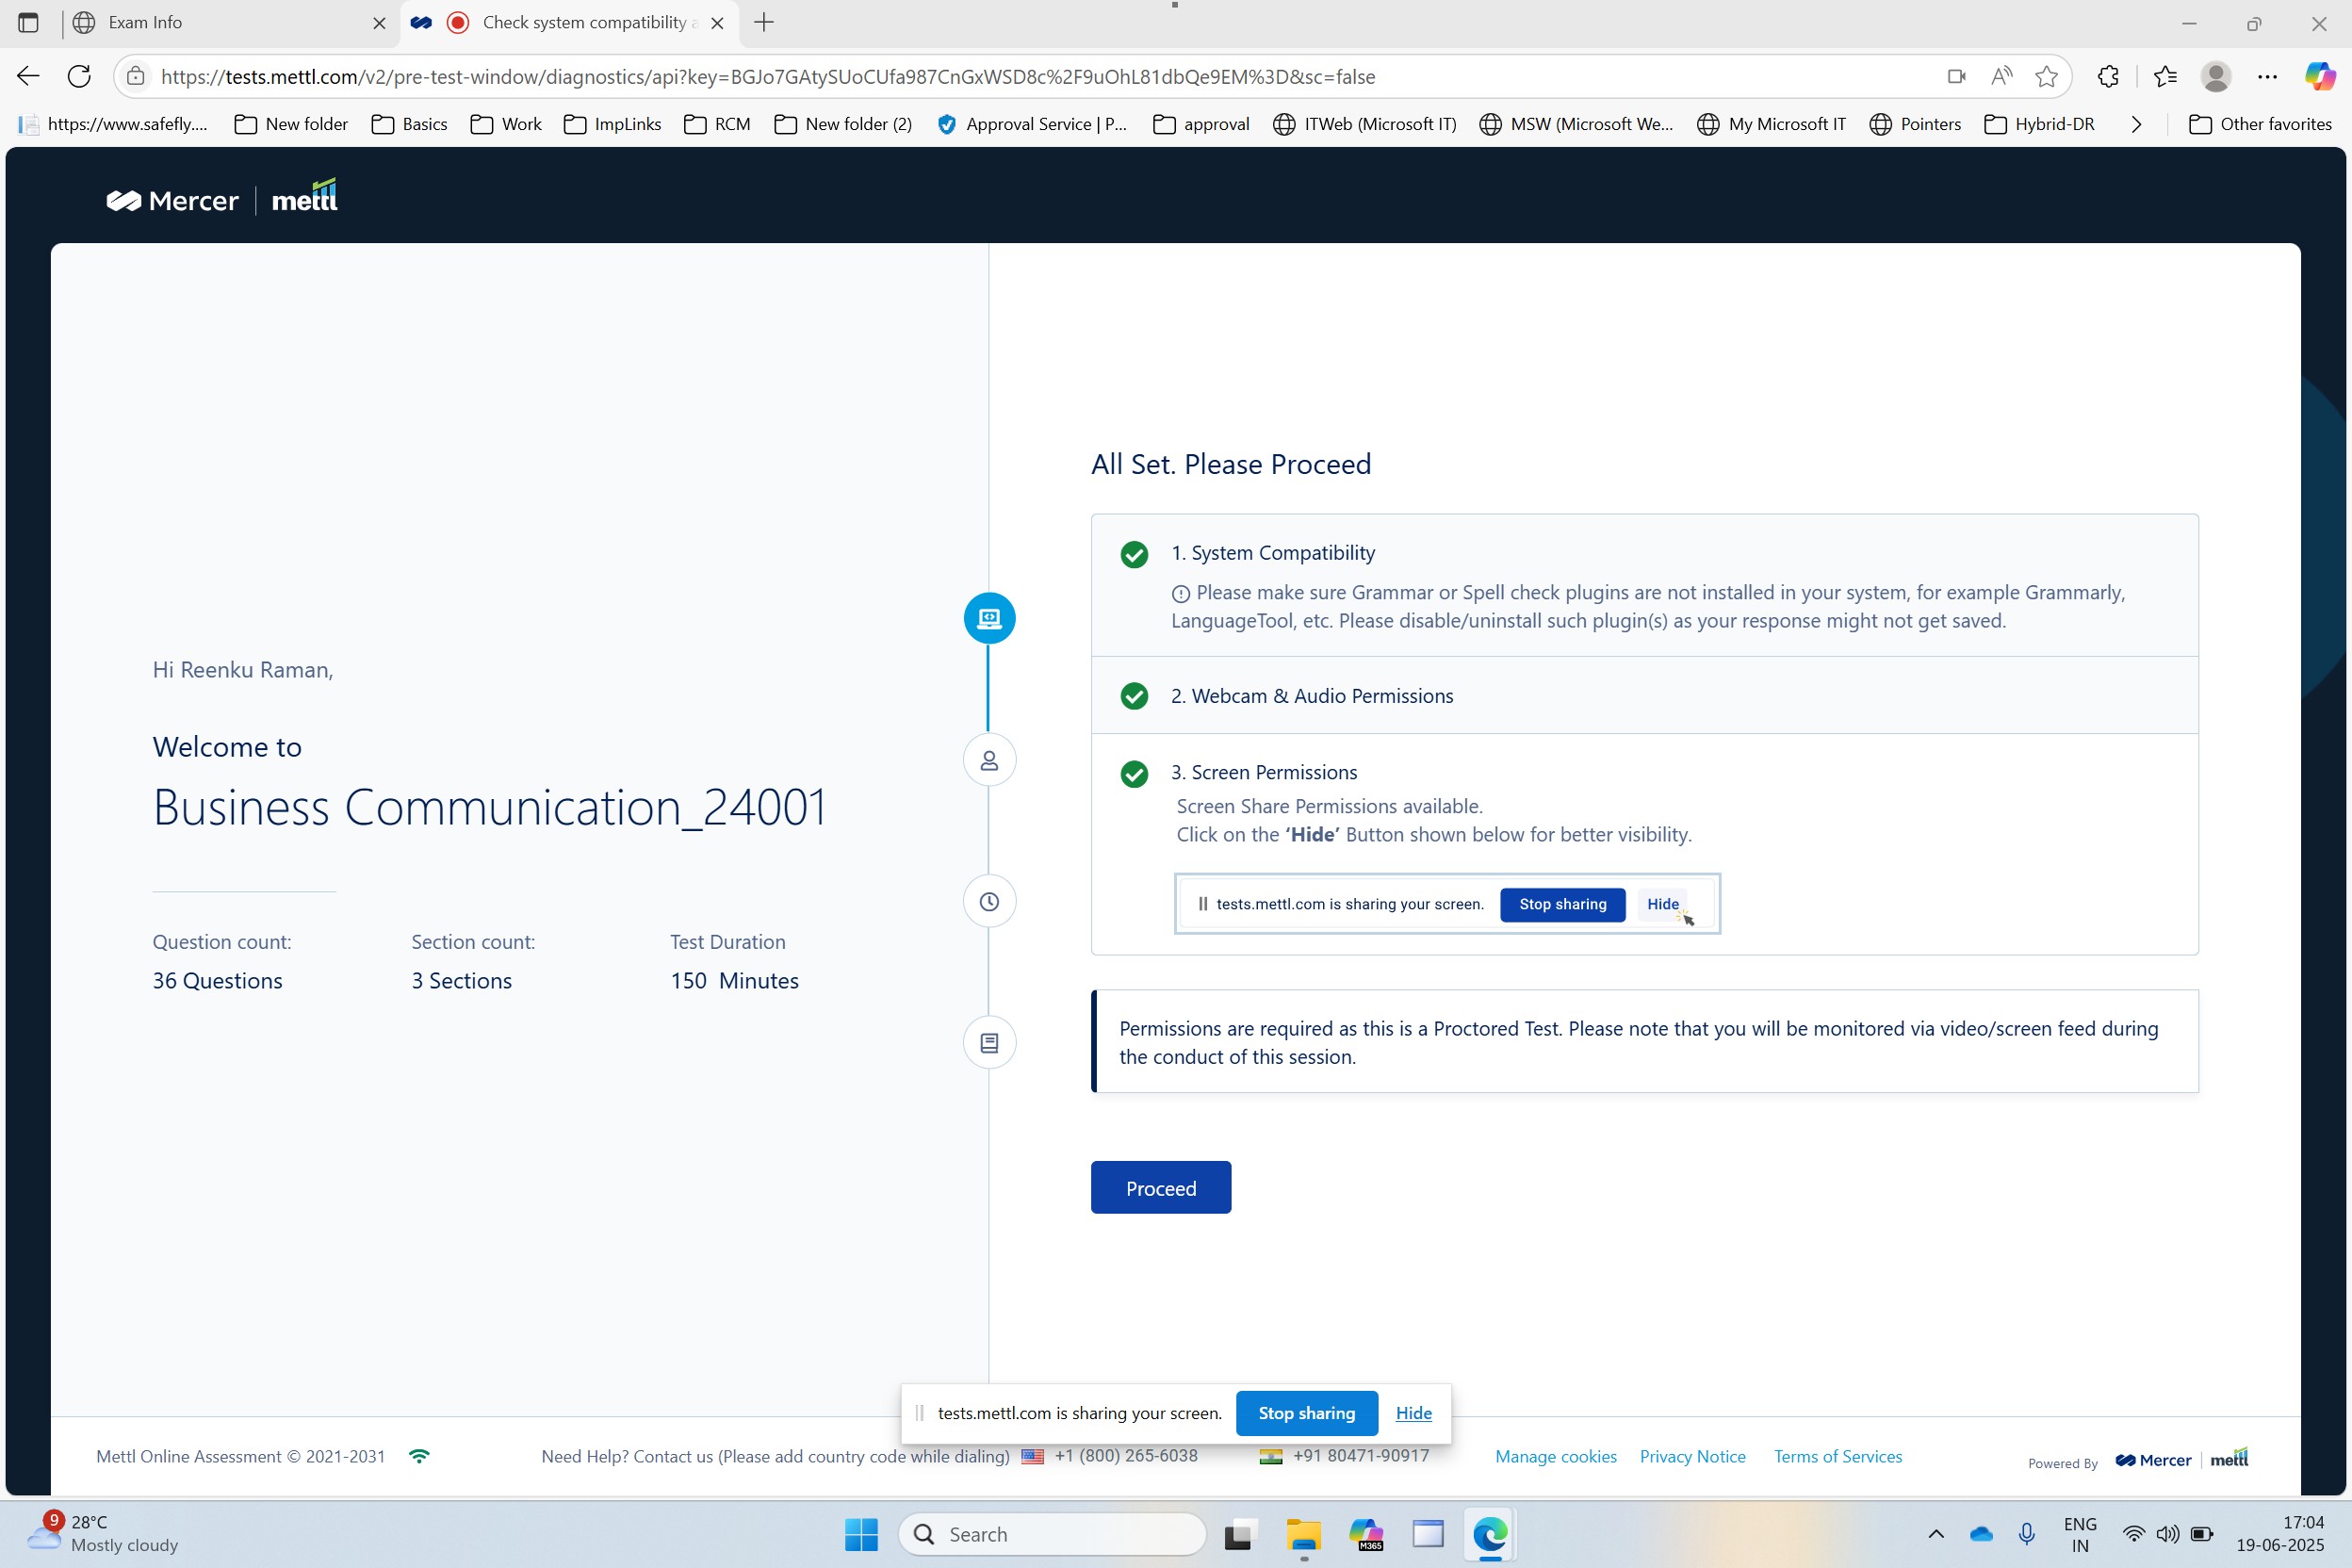 Exam Info
Check system compatibility a
https://tests.mettl.com/v2/pre-test-window/diagnostics/api?key=BGJo7GAtySUoCUfa987CnGxWSD8c%2F9uOhL81dbQe9EM%3D&sc=false
https://www.safefly....
New folder
Basics
Work
ImpLinks
RCM
New folder (2)
Approval Service | P...
approval
ITWeb (Microsoft IT)
MSW (Microsoft We...
My Microsoft IT
Pointers
Hybrid-DR
Other favorites
Mercer | mettl
Hi Reenku Raman,
Welcome to
Business Communication_24001
Question count:
36 Questions
Section count:
3 Sections
Test Duration
150 Minutes
All Set. Please Proceed
1. System Compatibility
Please make sure Grammar or Spell check plugins are not installed in your system, for example Grammarly,
LanguageTool, etc. Please disable/uninstall such plugin(s) as your response might not get saved.
2. Webcam & Audio Permissions
3. Screen Permissions
Screen Share Permissions available.
Click on the ‘Hide’ Button shown below for better visibility.
tests.mettl.com is sharing your screen. Stop sharing Hide
Permissions are required as this is a Proctored Test. Please note that you will be monitored via video/screen feed during
the conduct of this session.
Proceed
tests.mettl.com is sharing your screen. Stop sharing Hide
Mettl Online Assessment © 2021-2031
Need Help? Contact us (Please add country code while dialing) +1 (800) 265-6038 +91 80471-90917
Manage cookies Privacy Notice Terms of Services
Powered By Mercer | mettl
9
28°C
Mostly cloudy
Search
M365
ENG
IN
17:04
19-06-2025